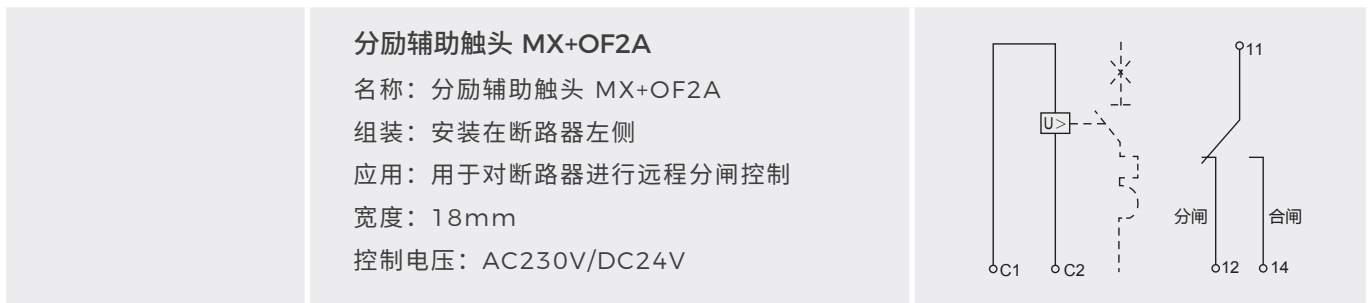 分励辅助触头 MX+OF2A
名称：分励辅助触头 MX+OF2A
组装：安装在断路器左侧
应用：用于对断路器进行远程分闸控制
宽度：18mm
控制电压：AC230V/DC24V
11
U>
分闸
合闸
C1
C2
12
14